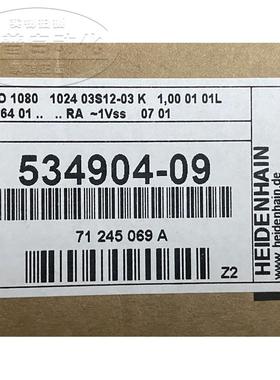 O 1080 1024 03S12-03 K 1,00 01 01L
64 01 .. .. RA ~1Vss 07 01
534904-09
71 245 069 A
Z2
HEIDENHAIN
www.heidenhain.de